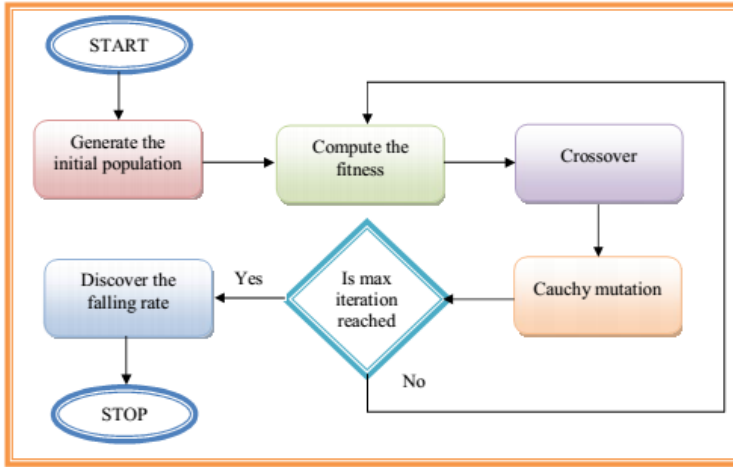 START
Generate the
initial population
Compute the
fitness
Crossover
Cauchy mutation
Is max
iteration
reached
Yes
No
Discover the
falling rate
STOP